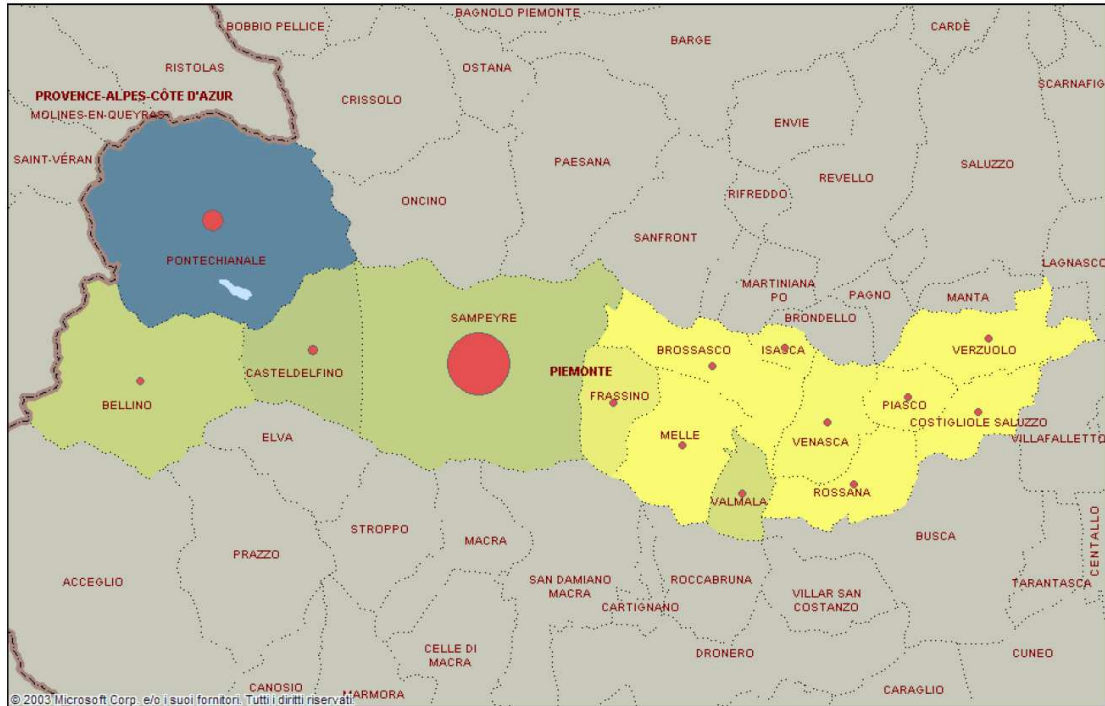 BAGNOLO PIEMONTE
BOBBIO PELLICE
CARDÈ
BARGE
RISTOLAS
OSTANA
SCARNAFIG
PROVENCE-ALPES-CÔTE D'AZUR
CRISSOLO
MOLINES-EN-QUEYRAS
ENVIE
SAINT-VÉRAN
PAESANA
SALUZZO
REVELLO
RIFREDDO
ONCINO
SANFRONT
PONTECHIANALE
LAGNASCO
MARTINIANA
PO
PAGNO
MANTA
SAMPEYRE
BRONDELLO
BROSSASCO
ISASCA
VERZUOLO
CASTELDELFINO
PIEMONTE
FRASSINO
BELLINO
PIASCO
COSTIGLIOLE SALUZZO
ELVA
MELLE
VENASCA
VILLAFALLETTO
VALMALA
ROSSANA
STROPPO
BUSCA
MACRA
PRAZZO
CENTALLO
ACCEGLIO
SAN DAMIANO
MACRA
ROCCABRUNA
TARANTASCA
VILLAR SAN
COSTANZO
CARTIGNANO
CELLE DI
MACRA
DRONERO
CUNEO
CANOSIO
MARMORA
CARAGLIO
© 2003 Microsoft Corp. e/o i suoi fornitori. Tutti i diritti riservati.